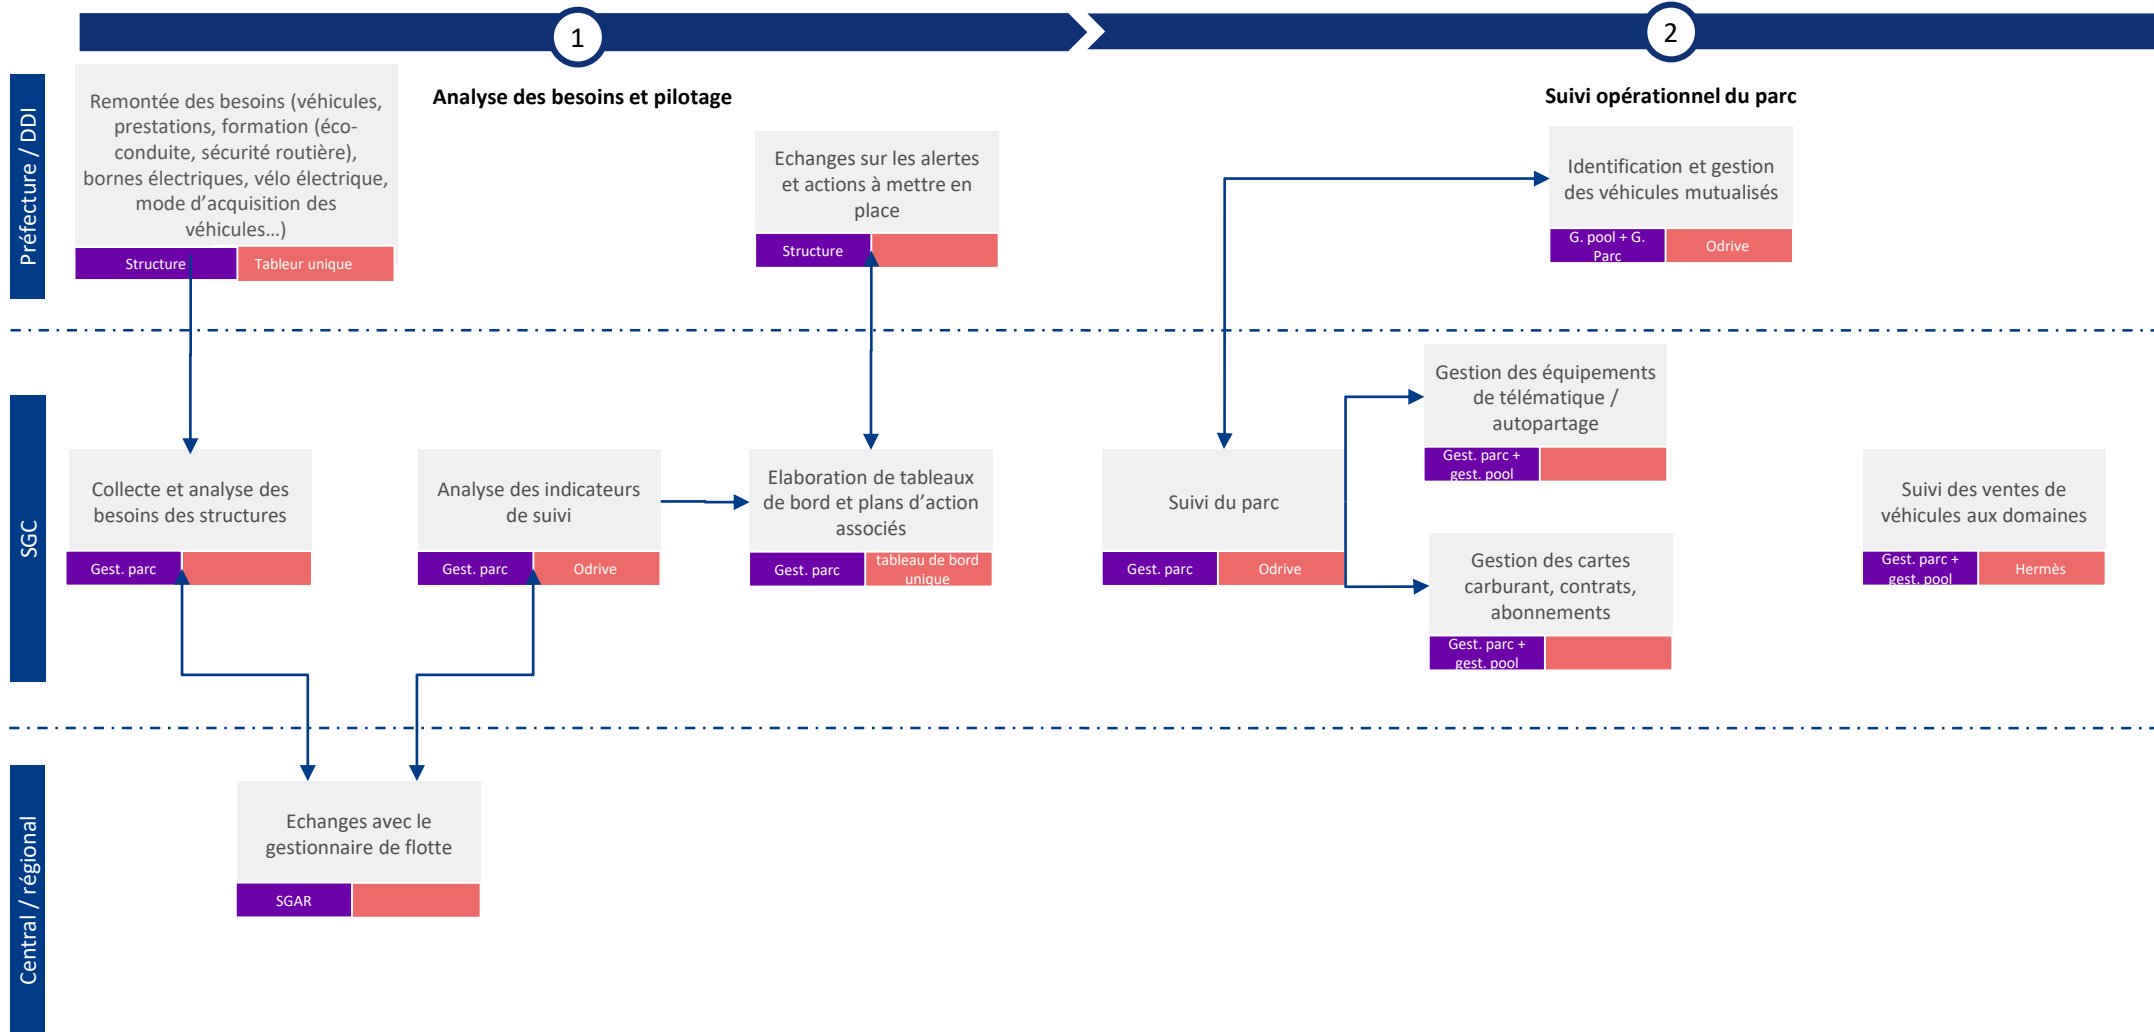 1
2
Analyse des besoins et pilotage
Suivi opérationnel du parc
Préfecture / DDI
Remontée des besoins (véhicules,
prestations, formation (éco-
conduite, sécurité routière),
bornes électriques, vélo électrique,
mode d'acquisition des
véhicules…)
Structure
Tableur unique
Echanges sur les alertes
et actions à mettre en
place
Structure
Identification et gestion
des véhicules mutualisés
G. pool + G.
Parc
Odrive
SGC
Collecte et analyse des
besoins des structures
Gest. parc
Analyse des indicateurs
de suivi
Gest. parc
Odrive
Elaboration de tableaux
de bord et plans d'action
associés
Gest. parc
tableau de bord
unique
Suivi du parc
Gest. parc
Odrive
Gestion des équipements
de télématique /
autopartage
Gest. parc +
gest. pool
Gestion des cartes
carburant, contrats,
abonnements
Gest. parc +
gest. pool
Suivi des ventes de
véhicules aux domaines
Gest. parc +
gest. pool
Hermès
Central / régional
Echanges avec le
gestionnaire de flotte
SGAR